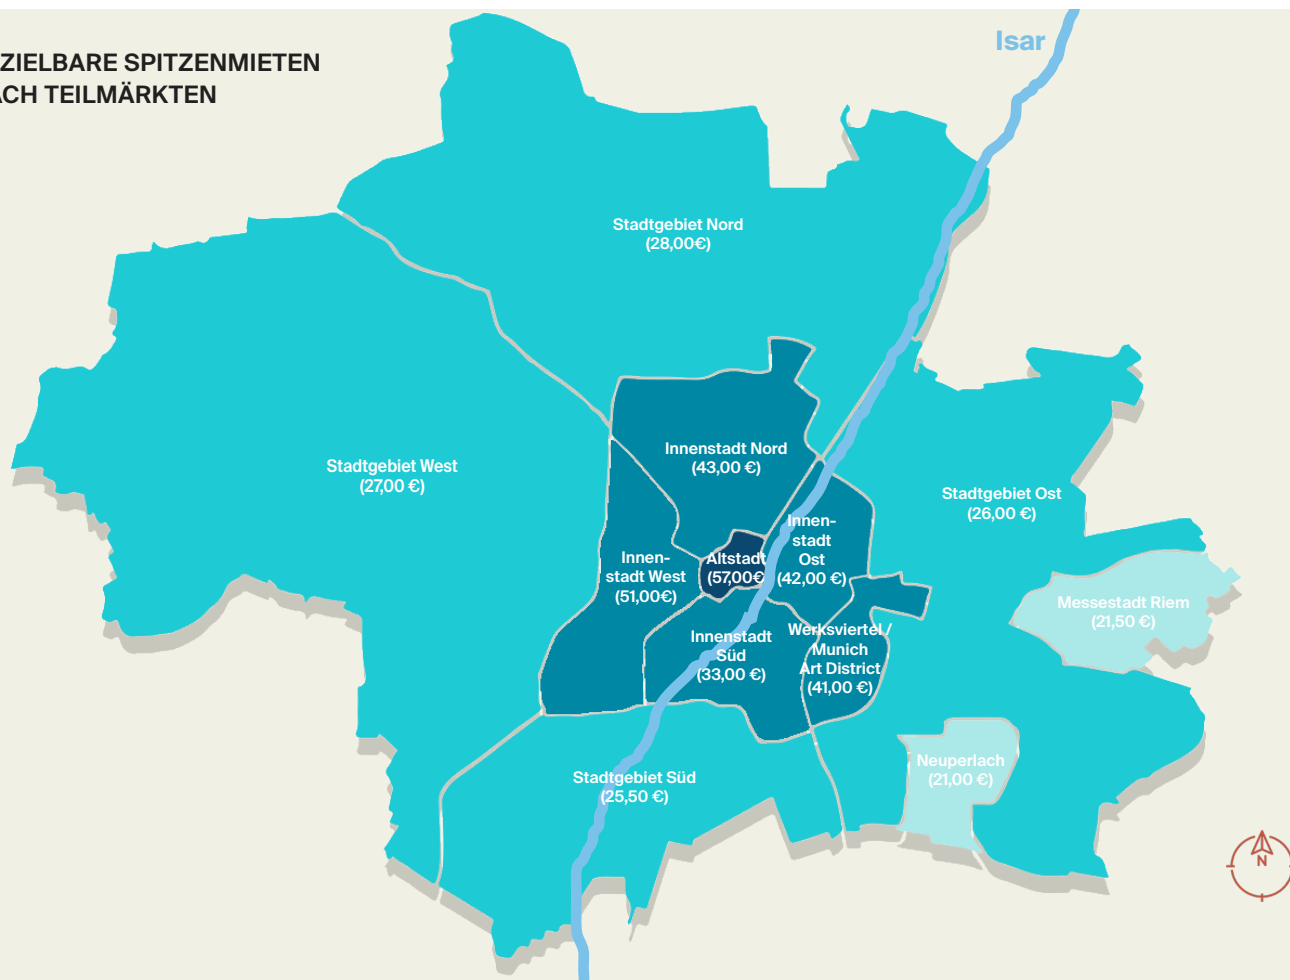 ZIELBARE SPITZENMIETEN
ACH TEILMÄRKTEN
Isar
Stadtgebiet Nord
(28,00€)
Innenstadt Nord
(43,00 €)
Stadtgebiet West
(27,00 €)
Stadtgebiet Ost
(26,00 €)
Innen-
stadt
Ost
(42,00 €)
Altstadt
(57,00€
Innen-
stadt West
(51,00€)
Messestadt Riem
(21,50 €)
Werksviertel /
Munich
Art District
(41,00 €)
Innenstadt
Süd
(33,00 €)
Neuperlach
(21,00 €)
Stadtgebiet Süd
(25,50 €)
N